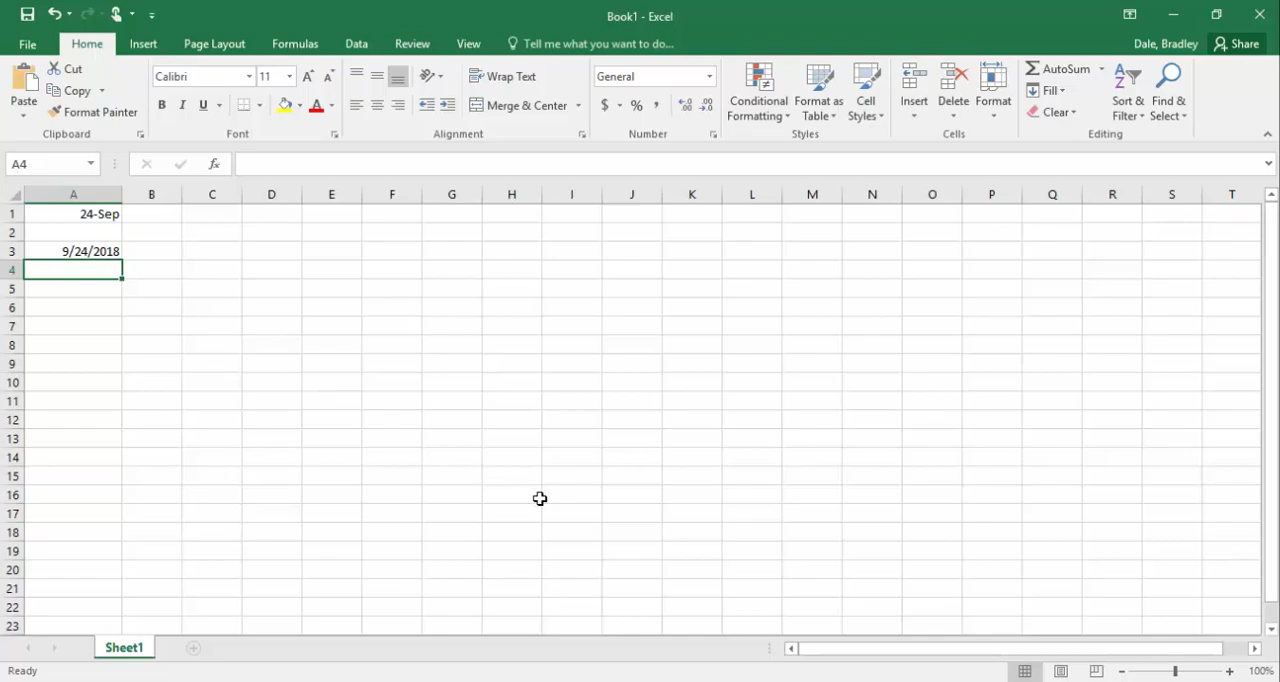 Book1 - Excel
File Home Insert Page Layout Formulas Data Review View Tell me what you want to do... Dale, Bradley Share
Paste
Cut
Copy
Format Painter
Clipboard
Calibri 11 A A
B I U A
Font
Wrap Text
Merge & Center
Alignment
General
$ % ,
Number
Conditional
Formatting
Format as
Table
Cell
Styles
Styles
Insert
Delete
Format
Cells
AutoSum
Fill
Clear
Sort &
Filter
Find &
Select
Editing
A4 fx
A B C D E F G H I J K L M N O P Q R S T
1 24-Sep
2
3 9/24/2018
4
5
6
7
8
9
10
11
12
13
14
15
16
17
18
19
20
21
22
23
Sheet1
Ready 100%